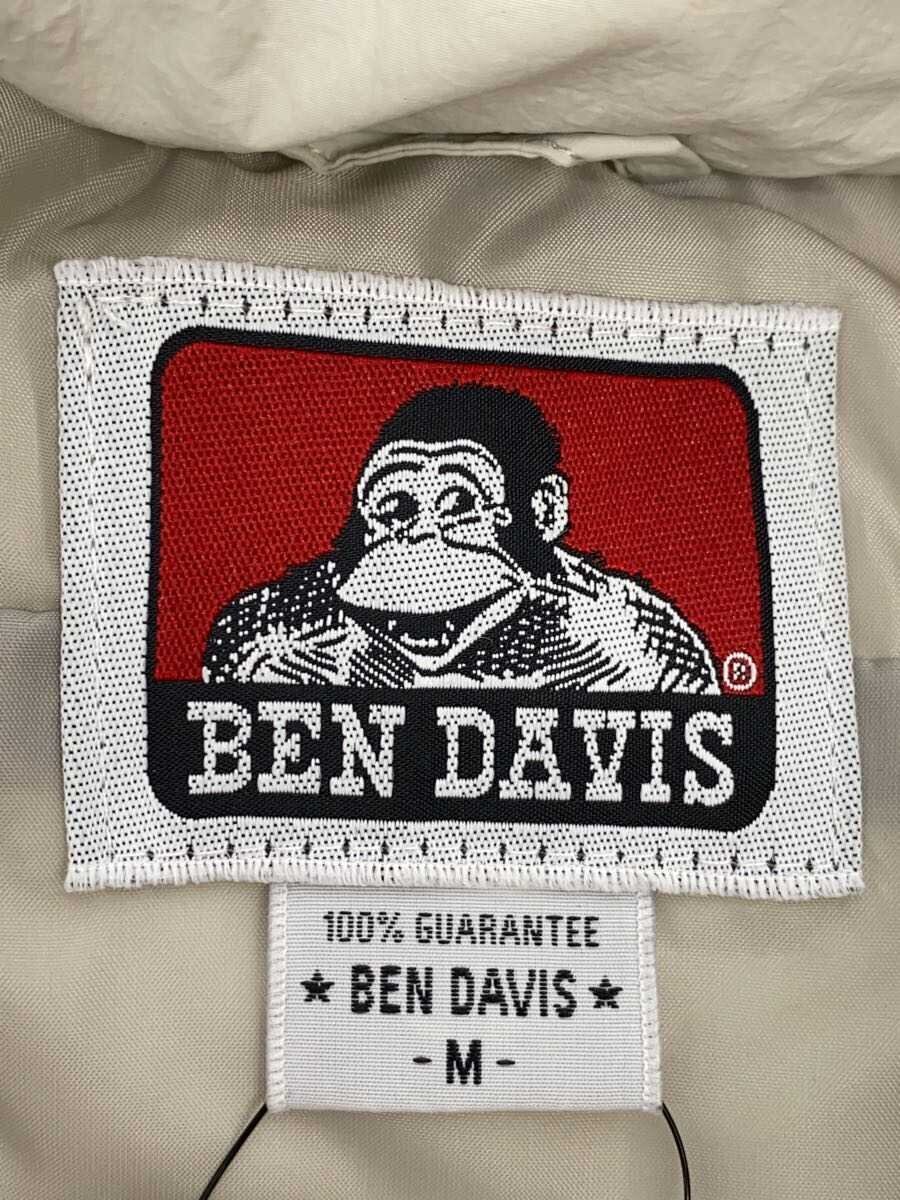 ®
BEN DAVIS
100% GUARANTEE
★ BEN DAVIS ★
- M -